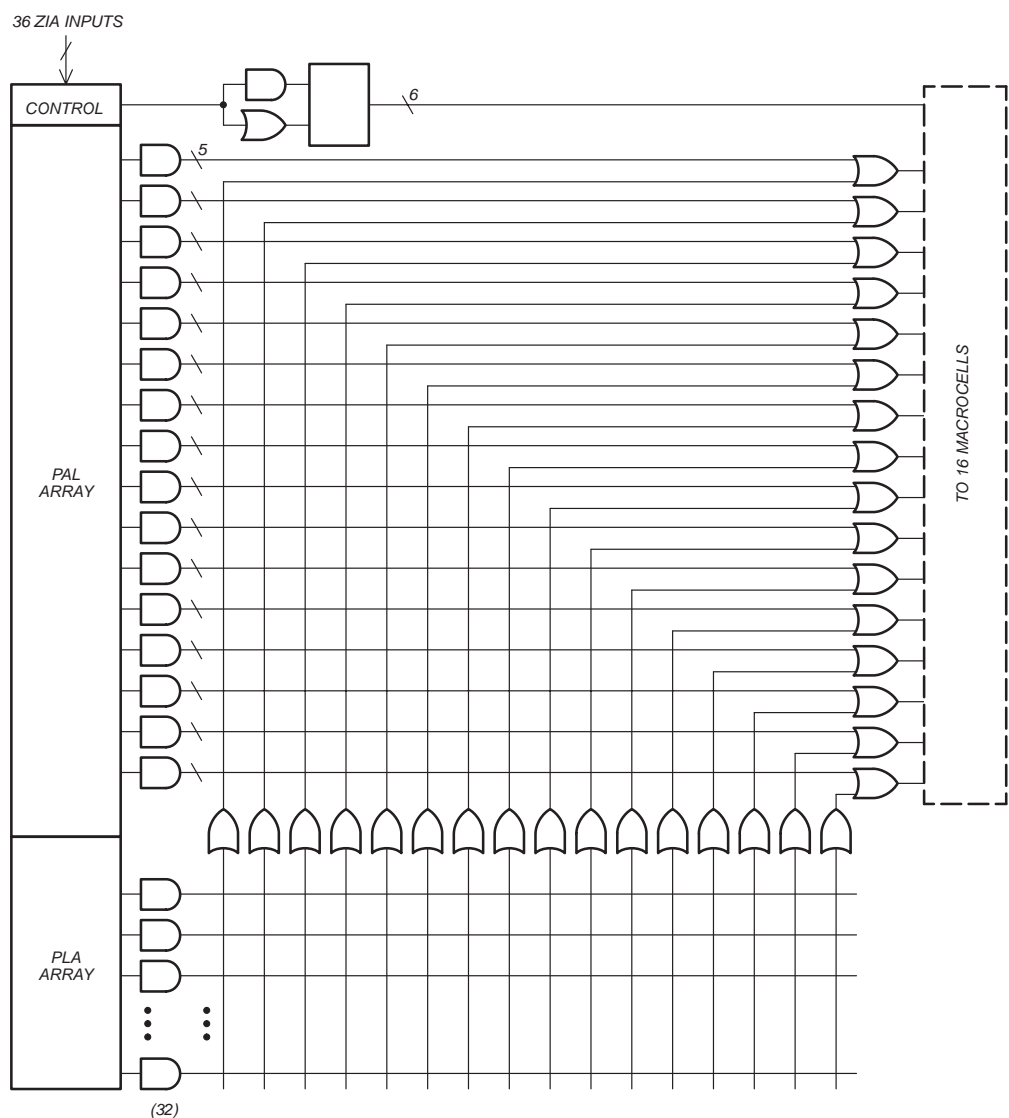 36 ZIA INPUTS
CONTROL
6
5
PAL
ARRAY
TO 16 MACROCELLS
PLA
ARRAY
(32)